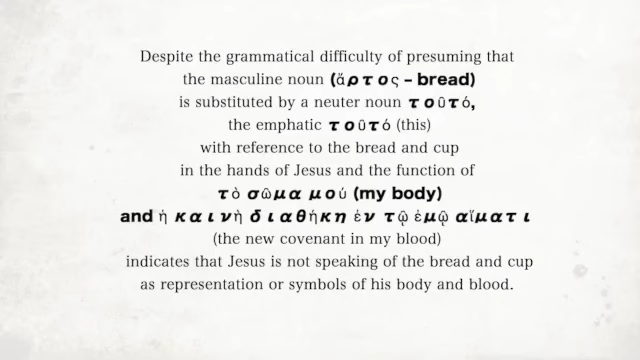 Despite the grammatical difficulty of presuming that
the masculine noun (ἄρτος – bread)
is substituted by a neuter noun τοῦτό,
the emphatic τοῦτό (this)
with reference to the bread and cup
in the hands of Jesus and the function of
τὸ σῶμα μού (my body)
and ἡ καινὴ διαθήκη ἐν τῷ ἐμῷ αἵματι
(the new covenant in my blood)
indicates that Jesus is not speaking of the bread and cup
as representation or symbols of his body and blood.